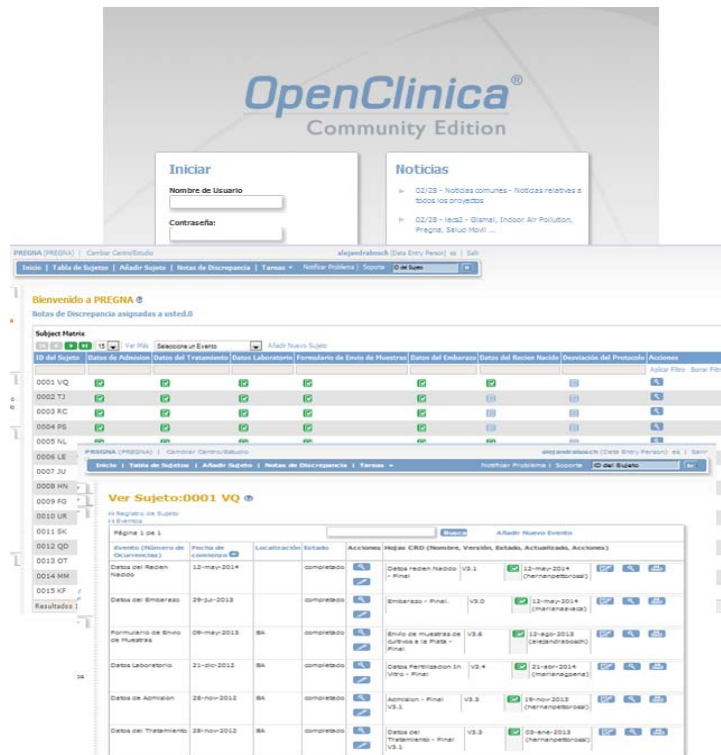 OpenClinica®
Community Edition
Iniciar
Nombre de Usuario
Contraseña:
Noticias
02/28 - Noticias comunes - Noticias relativas a
todos los proyectos
02/28 - Iecs2 - Gismal, Indoor Air Pollution,
Pregna, Salud Movil ...
PREGNA (PREGNA) | Cambiar Centro/Estudio
alejandrabosch (Data Entry Person) es | Salir
Inicio | Tabla de Sujetos | Añadir Sujeto | Notas de Discrepancia | Tareas
Notificar Problema | Soporte
ID del Sujeto
Bienvenido a PREGNA
Notas de Discrepancia asignadas a usted.0
Subject Matrix
15 Ver Más Seleccione un Evento Añadir Nuevo Sujeto
ID del Sujeto Datos de Admision Datos del Tratamiento Datos Laboratorio Formulario de Envio de Muestras Datos del Embarazo Datos del Recien Nacido Desviación del Protocolo Acciones
Aplicar Filtro Borrar
0001 VQ
0002 TJ
0003 RC
0004 PS
0005 NL
0006 LE
0007 JU
0008 HN
0009 FG
0010 UR
0011 SK
0012 QD
0013 OT
0014 MM
0015 KF
Resultados
PREGNA (PREGNA) | Cambiar Centro/Estudio
alejandrabosch (Data Entry Person) es | Salir
Inicio | Tabla de Sujetos | Añadir Sujeto | Notas de Discrepancia | Tareas
Notificar Problema | Soporte
ID del Sujeto
Ver Sujeto:0001 VQ
Registro de Sujeto
Eventos
Página 1 de 1 Busca Añadir Nuevo Evento
Evento (Número de Ocurrencias) Fecha de comienzo Localización Estado Acciones Hojas CRD (Nombre, Versión, Estado, Actualizado, Acciones)
Datos del Recien Nacido 12-may-2014 completado Datos recien Nacido - Final V3.1 12-may-2014 (hernanpettorossi)
Datos del Embarazo 29-jul-2013 completado Embarazo - Final. V3.0 12-may-2014
Formulario de Envio de Muestras 09-may-2013 BA completado Envío de muestras de cultivos a la Plata - Final V3.6 12-ago-2013 (alejandrabosch)
Datos Laboratorio 21-dic-2012 BA completado Datos Fertilizacion In Vitro - Final V3.4 21-abr-2014
Datos de Admision 28-nov-2012 BA completado Admision - Final V3.1 V3.3 19-nov-2013 (hernanpettorossi)
Datos del Tratamiento 28-nov-2012 BA completado Datos del Tratamiento - Final V3.1 V3.3 03-ene-2013 (hernanpettorossi)